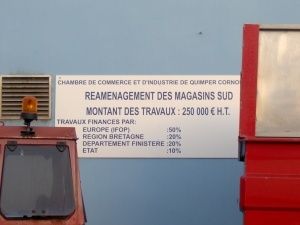 CHAMBRE DE COMMERCE ET D'INDUSTRIE DE QUIMPER CORNO
REAMENAGEMENT DES MAGASINS SUD
MONTANT DES TRAVAUX : 250 000 € H.T.
TRAVAUX FINANCES PAR:
EUROPE (IFOP) :50%
REGION BRETAGNE :20%
DEPARTEMENT FINISTERE :20%
ETAT :10%